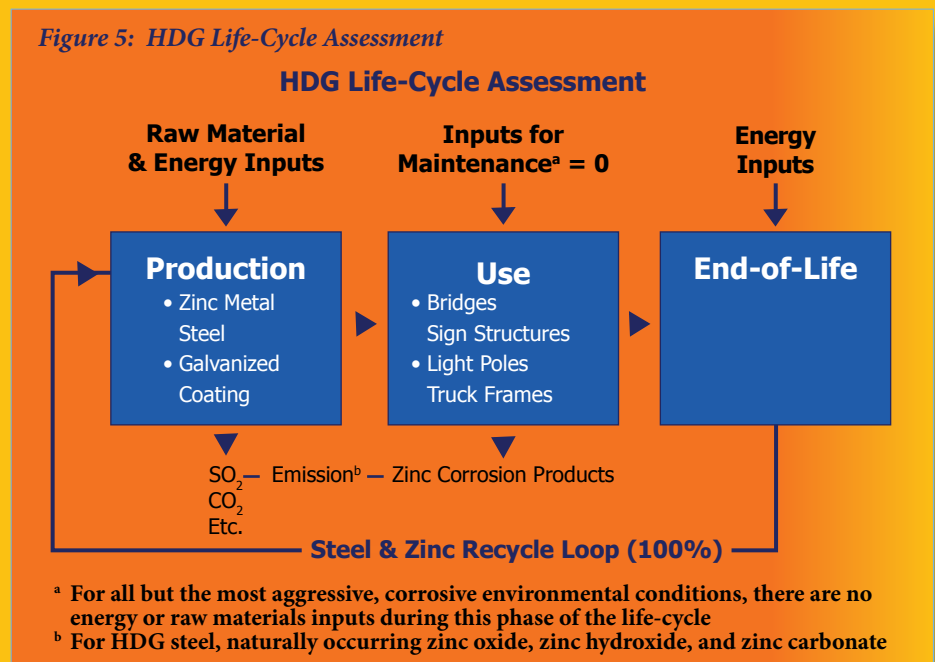 Figure 5: HDG Life-Cycle Assessment
HDG Life-Cycle Assessment
Raw Material
& Energy Inputs
Inputs for
Maintenanceᵃ = 0
Energy
Inputs
Production
• Zinc Metal
Steel
• Galvanized
Coating
Use
• Bridges
Sign Structures
• Light Poles
Truck Frames
End-of-Life
SO₂ — Emissionᵇ — Zinc Corrosion Products
CO₂
Etc.
Steel & Zinc Recycle Loop (100%)
ᵃ For all but the most aggressive, corrosive environmental conditions, there are no
energy or raw materials inputs during this phase of the life-cycle
ᵇ For HDG steel, naturally occurring zinc oxide, zinc hydroxide, and zinc carbonate